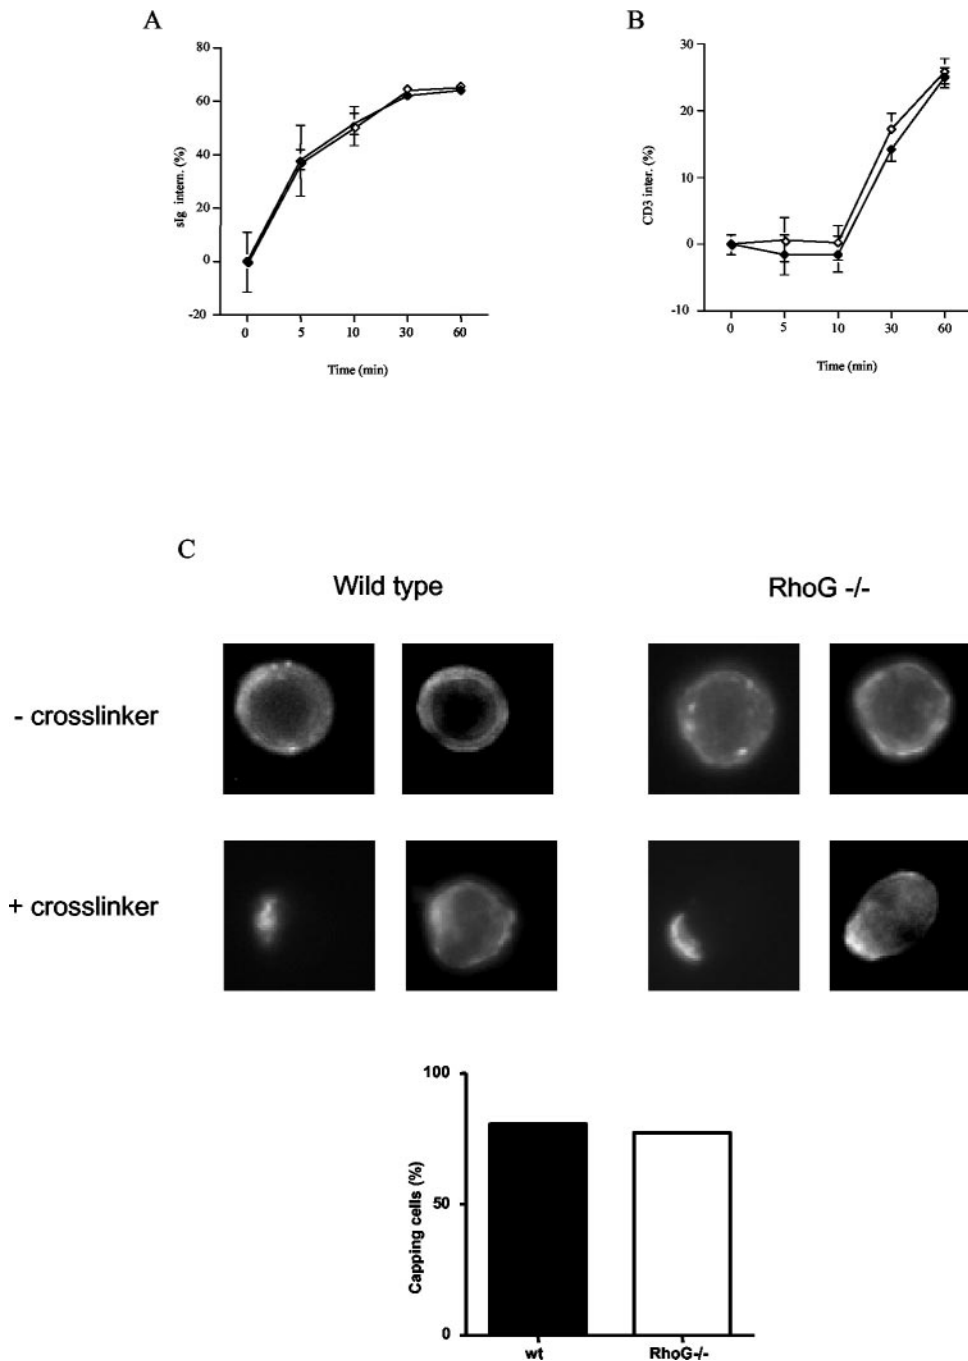 A
80
60
40
20
0
-20
sIg intern. (%)
0 5 10 30 60
Time (min)
B
30
20
10
0
-10
CD3 inter. (%)
0 5 10 30 60
Time (min)
C
Wild type RhoG -/-
- crosslinker
+ crosslinker
100
50
0
Capping cells (%)
wt RhoG-/-